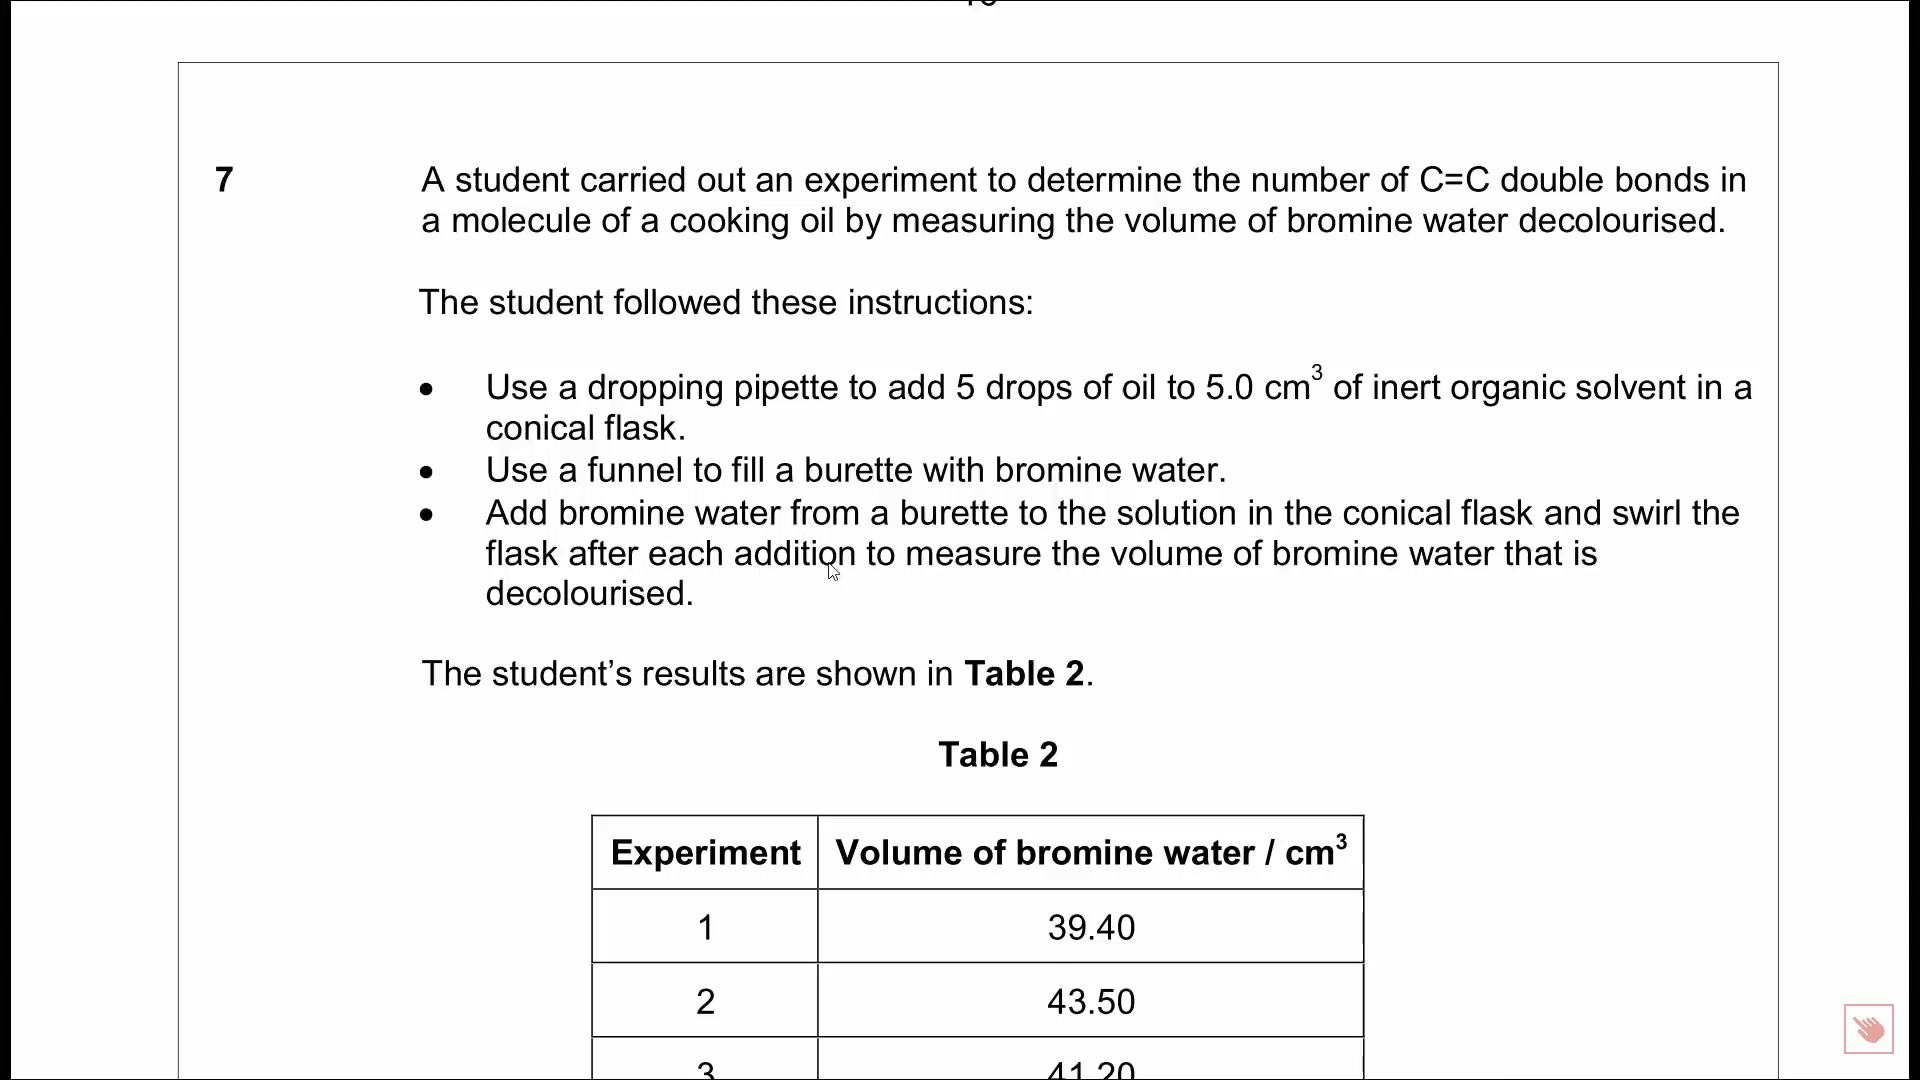 7
A student carried out an experiment to determine the number of C=C double bonds in
a molecule of a cooking oil by measuring the volume of bromine water decolourised.
The student followed these instructions:
• Use a dropping pipette to add 5 drops of oil to 5.0 cm³ of inert organic solvent in a
conical flask.
• Use a funnel to fill a burette with bromine water.
• Add bromine water from a burette to the solution in the conical flask and swirl the
flask after each addition to measure the volume of bromine water that is
decolourised.
The student’s results are shown in Table 2.
Table 2
Experiment Volume of bromine water / cm³
1 39.40
2 43.50
3 41.20